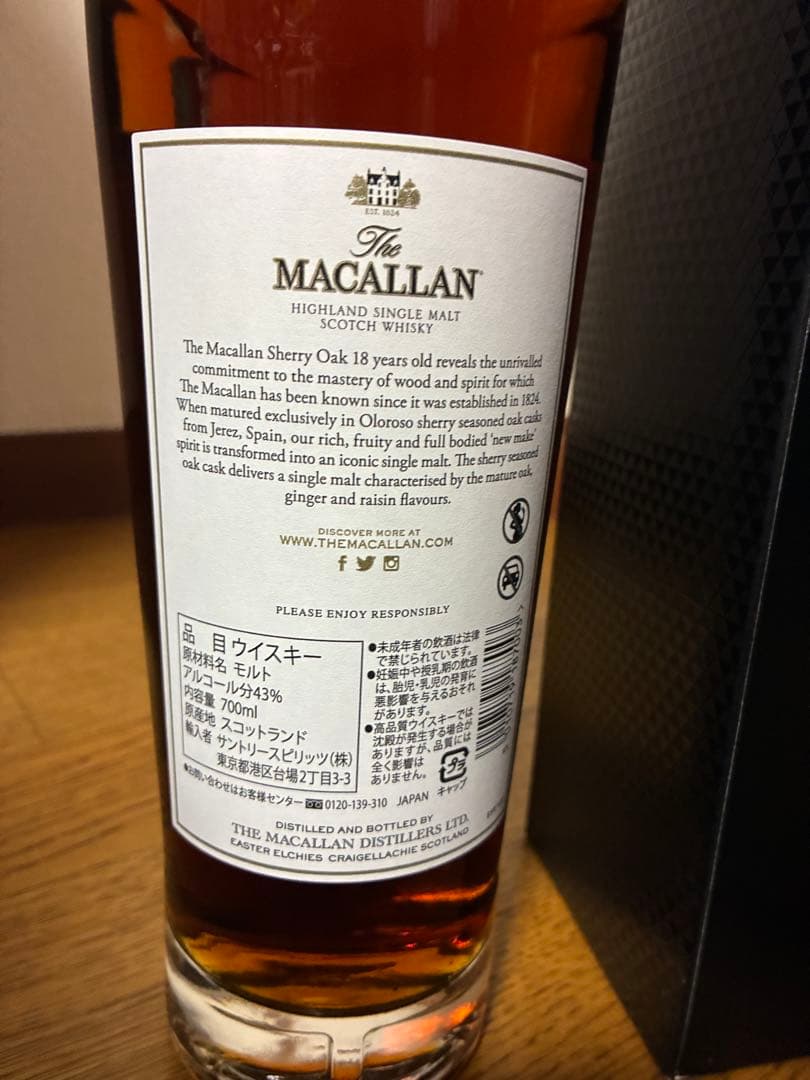 EST. 1824
The
MACALLAN
HIGHLAND SINGLE MALT
SCOTCH WHISKY
The Macallan Sherry Oak 18 years old reveals the unrivalled
commitment to the mastery of wood and spirit for which
The Macallan has been known since it was established in 1824.
When matured exclusively in Oloroso sherry seasoned oak casks
from Jerez, Spain, our rich, fruity and full bodied 'new make'
spirit is transformed into an iconic single malt. The sherry seasoned
oak cask delivers a single malt characterised by the mature oak,
ginger and raisin flavours.
DISCOVER MORE AT
WWW.THEMACALLAN.COM
PLEASE ENJOY RESPONSIBLY
品 目 ウイスキー
原材料名 モルト
アルコール分43%
内容量 700ml
原産地 スコットランド
輸入者 サントリースピリッツ(株)
東京都港区台場2丁目3-3
●未成年者の飲酒は法律
で禁じられています。
●妊娠中や授乳期の飲酒
は、胎児・乳児の発育に
悪影響を与えるおそれ
があります。
●高品質ウイスキーでは
沈殿が発生する場合が
ありますが、品質には
全く影響は
ありません。
プラ
キャップ
●お問い合わせはお客様センター 0120-139-310 JAPAN
DISTILLED AND BOTTLED BY
THE MACALLAN DISTILLERS LTD.
EASTER ELCHIES CRAIGELLACHIE SCOTLAND